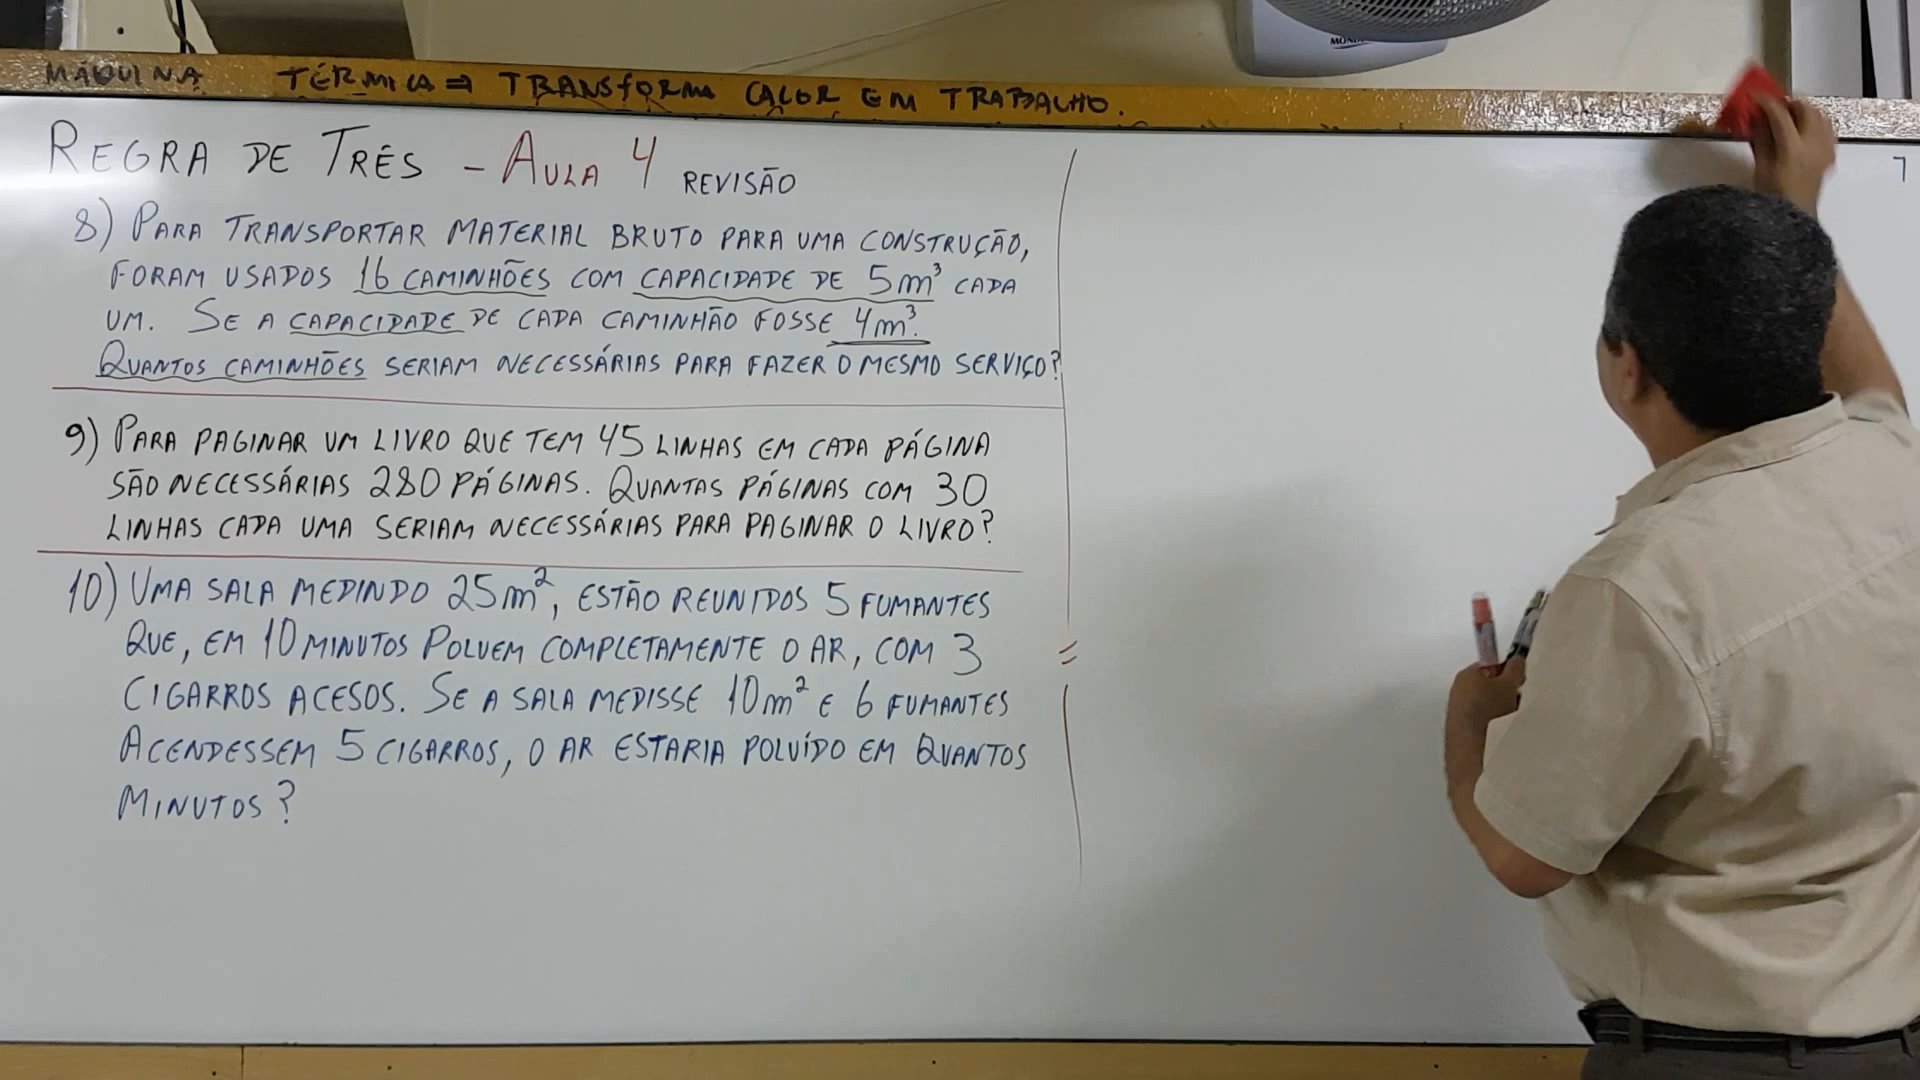 MÁQUINA TÉRMICA ⇒ TRANSFORMA CALOR EM TRABALHO.
REGRA DE TRÊS - AULA 4 REVISÃO
8) PARA TRANSPORTAR MATERIAL BRUTO PARA UMA CONSTRUÇÃO,
FORAM USADOS 16 CAMINHÕES COM CAPACIDADE DE 5m³ CADA
UM. SE A CAPACIDADE DE CADA CAMINHÃO FOSSE 4m³.
QUANTOS CAMINHÕES SERIAM NECESSÁRIAS PARA FAZER O MESMO SERVIÇO?
9) PARA PAGINAR UM LIVRO QUE TEM 45 LINHAS EM CADA PÁGINA
SÃO NECESSÁRIAS 280 PÁGINAS. QUANTAS PÁGINAS COM 30
LINHAS CADA UMA SERIAM NECESSÁRIAS PARA PAGINAR O LIVRO?
10) UMA SALA MEDINDO 25m², ESTÃO REUNIDOS 5 FUMANTES
QUE, EM 10 MINUTOS POLUEM COMPLETAMENTE O AR, COM 3
CIGARROS ACESOS. SE A SALA MEDISSE 10m² E 6 FUMANTES
ACENDESSEM 5 CIGARROS, O AR ESTARIA POLUÍDO EM QUANTOS
MINUTOS?
=